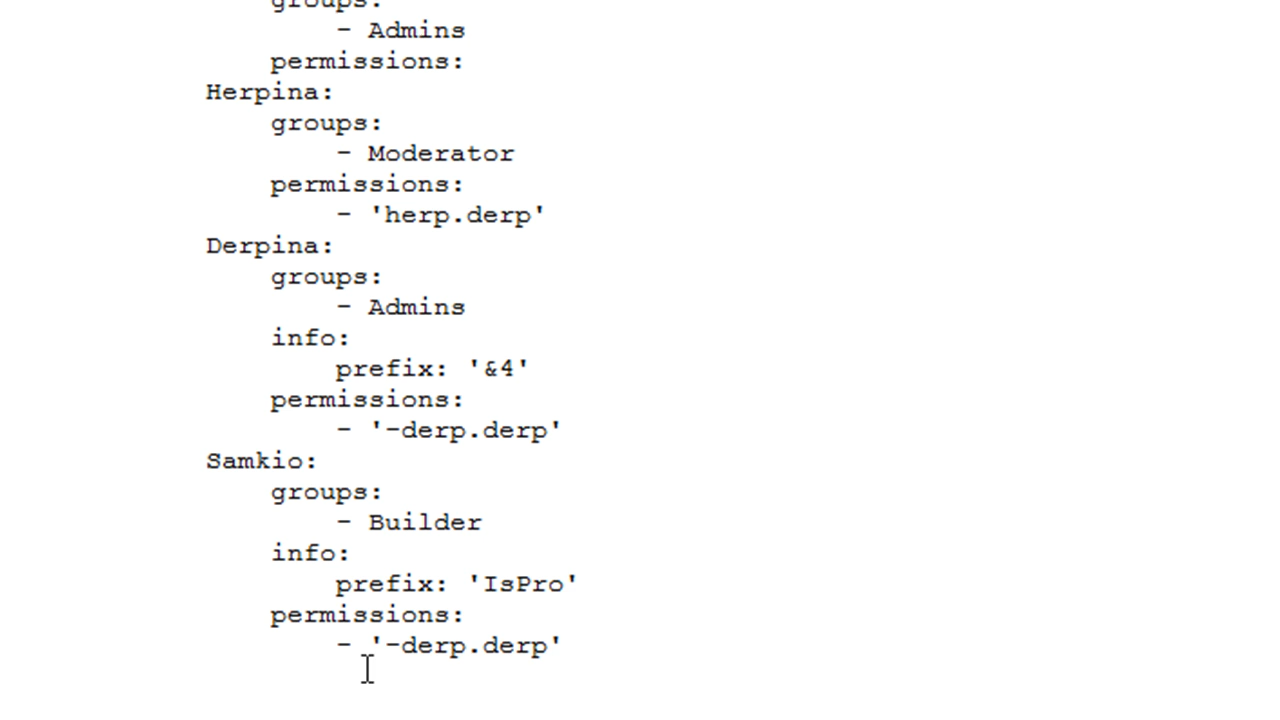 groups:
- Admins
permissions:
Herpina:
groups:
- Moderator
permissions:
- 'herp.derp'
Derpina:
groups:
- Admins
info:
prefix: '&4'
permissions:
- '-derp.derp'
Samkio:
groups:
- Builder
info:
prefix: 'IsPro'
permissions:
- '-derp.derp'